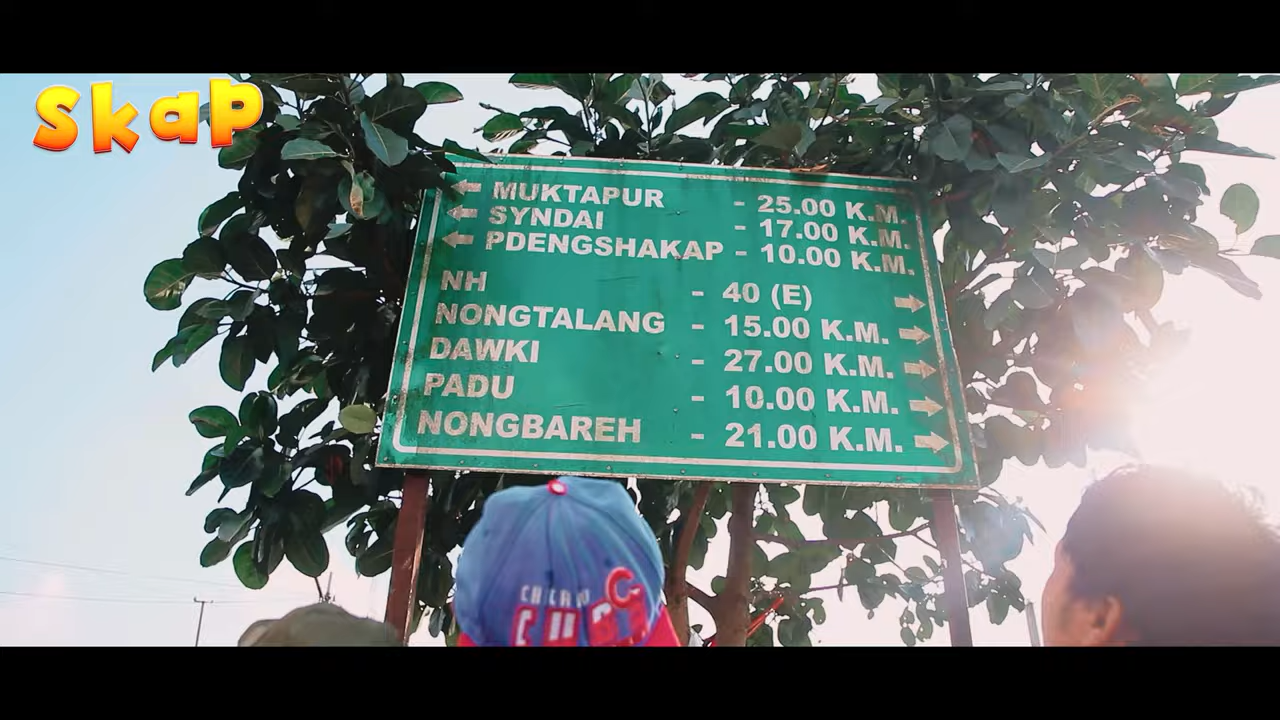 skap
MUKTAPUR - 25.00 K.M.
SYNDAI - 17.00 K.M.
PDENGSHAKAP - 10.00 K.M.
NH - 40 (E)
NONGTALANG - 15.00 K.M.
DAWKI - 27.00 K.M.
PADU - 10.00 K.M.
NONGBAREH - 21.00 K.M.